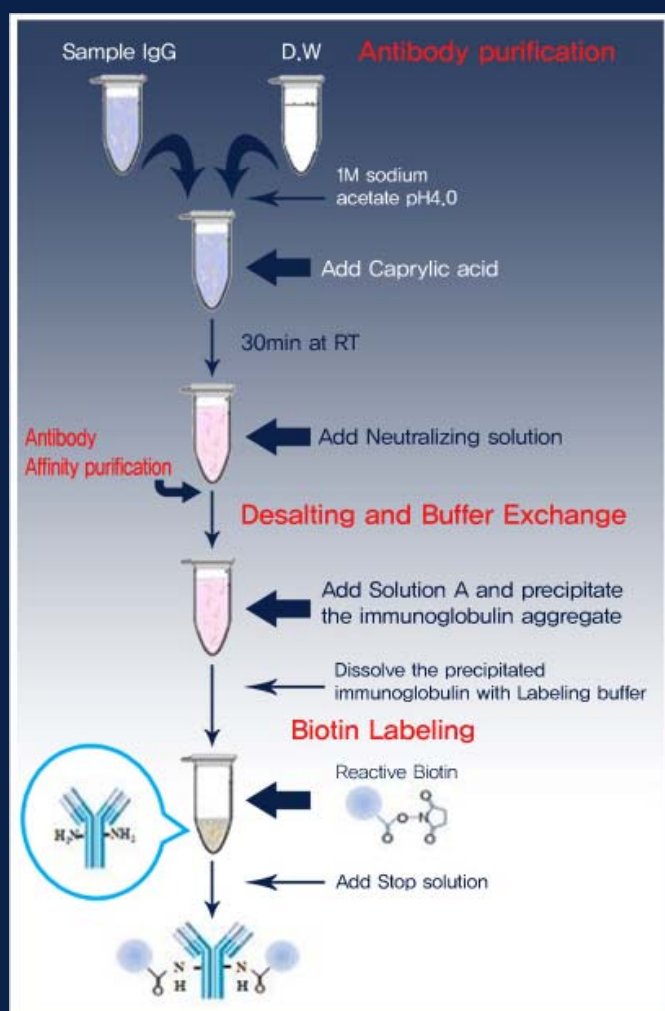 Sample IgG
D.W
Antibody purification
1M sodium
acetate pH4.0
Add Caprylic acid
30min at RT
Add Neutralizing solution
Antibody
Affinity purification
Desalting and Buffer Exchange
Add Solution A and precipitate
the immunoglobulin aggregate
Dissolve the precipitated
immunoglobulin with Labeling buffer
Biotin Labeling
Reactive Biotin
O
O
O
N
O
H₂N
NH₂
Add Stop solution
N
N
H
H
O
O